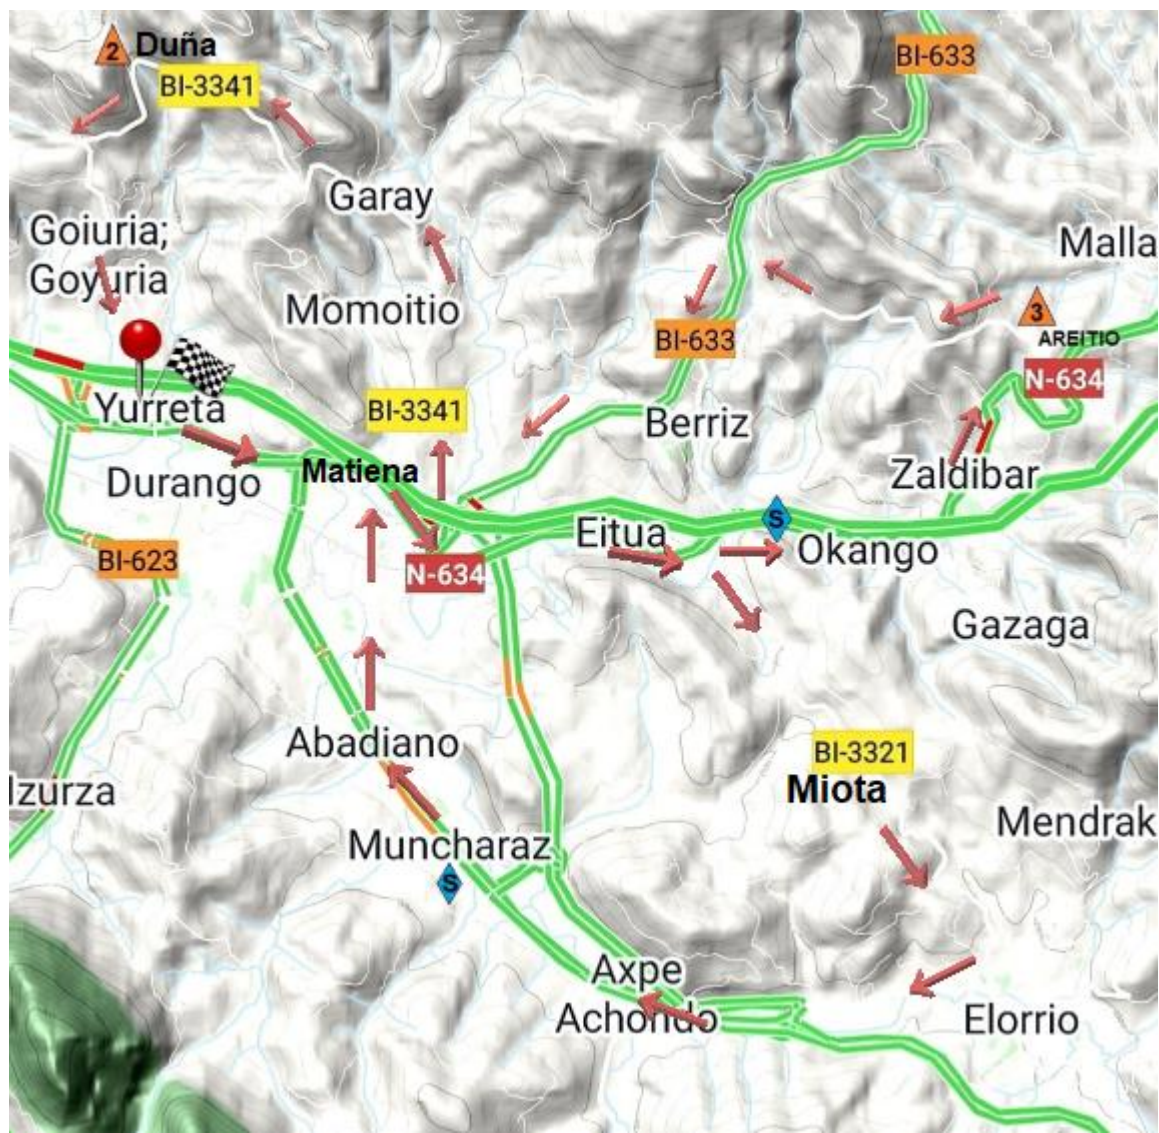 2 Duña
BI-3341
BI-633
Garay
Goiuria;
Goyuria
Malla
Momoitio
3
AREITIO
BI-633
N-634
Yurreta
BI-3341
Berriz
Durango
Matiena
Zaldibar
S
Eitua
Okango
BI-623
N-634
Gazaga
Abadiano
BI-3321
Miota
Izurza
Mendrak
Muncharaz
S
Axpe
Achondo
Elorrio